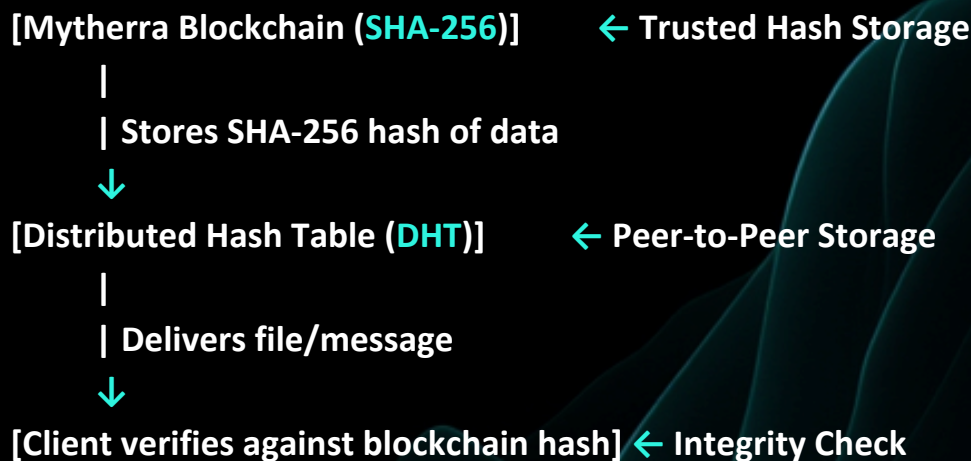 [Mytherra Blockchain (SHA-256)] ← Trusted Hash Storage
|
| Stores SHA-256 hash of data
↓
[Distributed Hash Table (DHT)] ← Peer-to-Peer Storage
|
| Delivers file/message
↓
[Client verifies against blockchain hash] ← Integrity Check